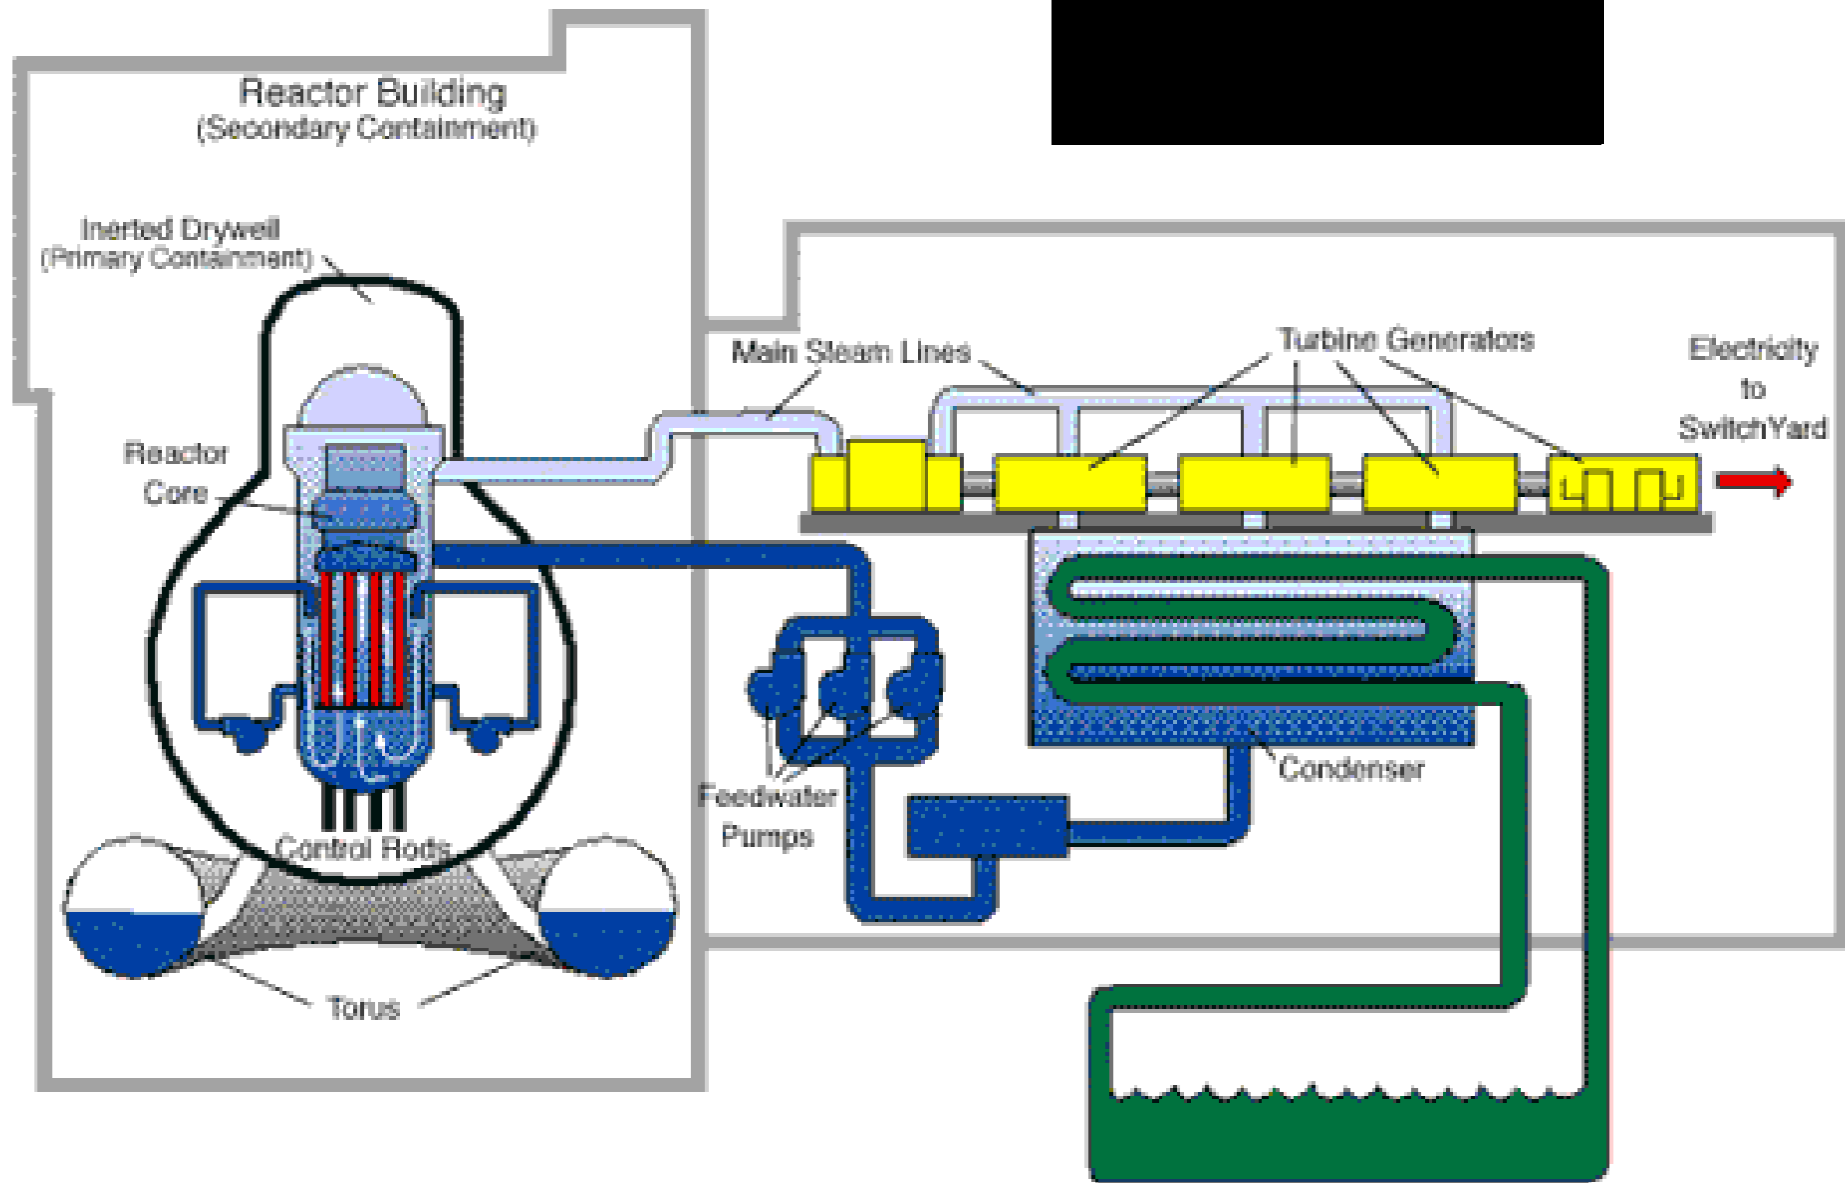 Reactor Building
(Secondary Containment)
Inerted Drywell
(Primary Containment)
Main Steam Lines
Turbine Generators
Electricity
to
SwitchYard
Reactor
Core
Feedwater
Pumps
Condenser
Control Rods
Torus